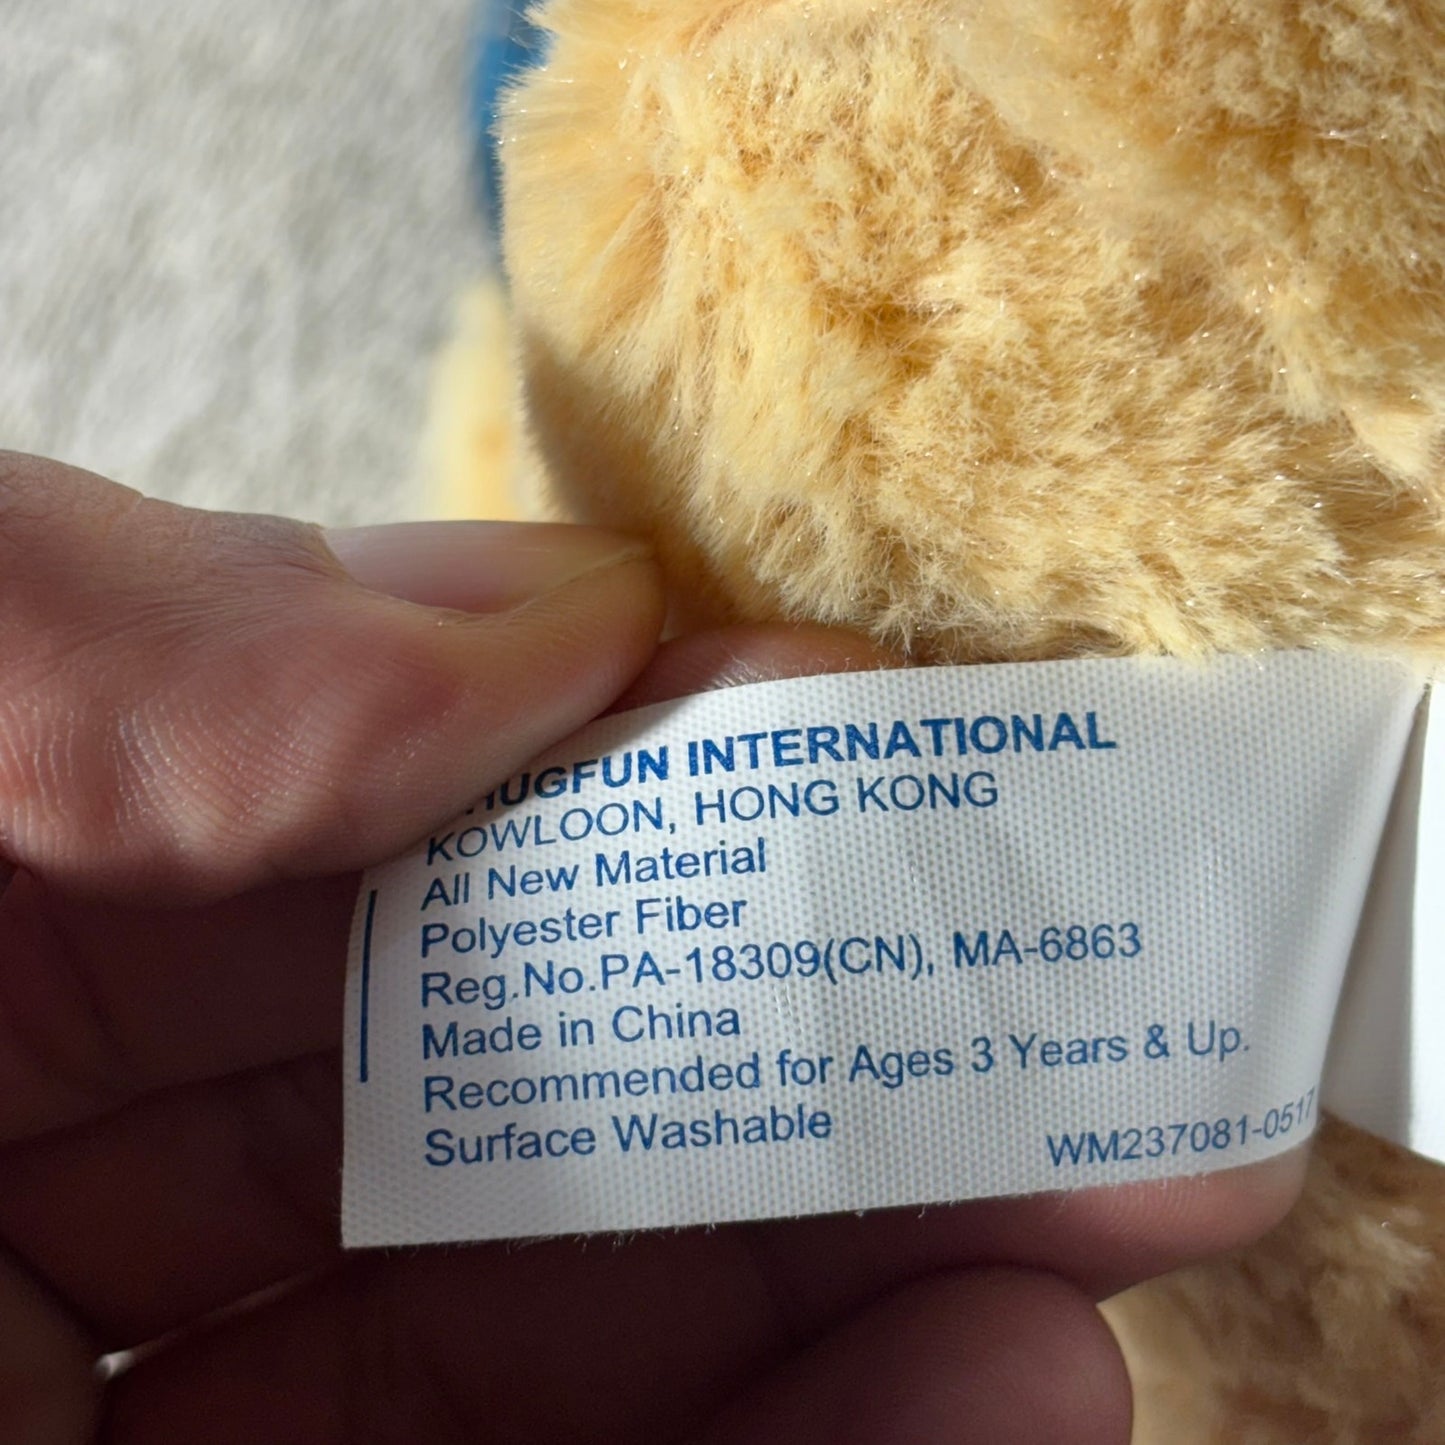 HUGFUN INTERNATIONAL
KOWLOON, HONG KONG
All New Material
Polyester Fiber
Reg.No.PA-18309(CN), MA-6863
Made in China
Recommended for Ages 3 Years & Up.
Surface Washable
WM237081-0517